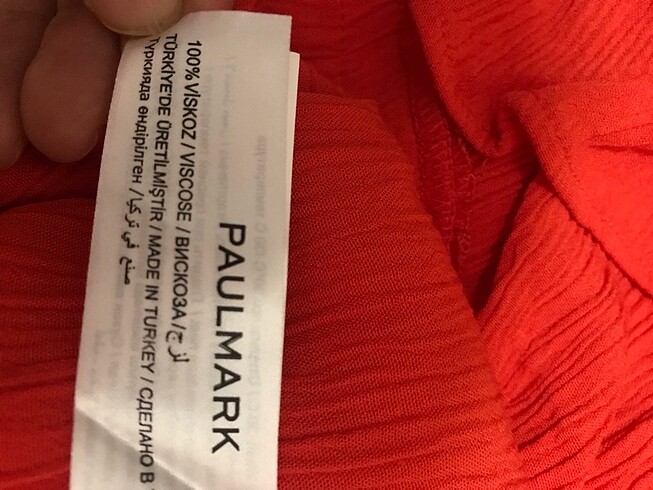 PAULMARK
100% VİSKOZ / VISCOSE / ВИСКОЗА /
TÜRKİYE'DE ÜRETİLMİŞTİR / MADE IN TURKEY / СДЕЛАНО В
Түркияда өндірілген / صنع في تركيا